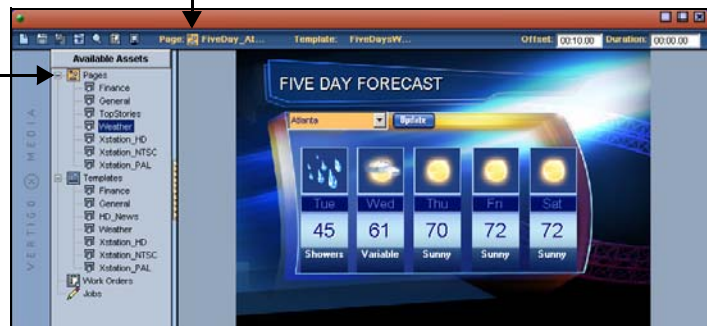 Page: FiveDay_At... Template: FiveDaysW... Offset: 00:10.00 Duration: 00:00.00
Available Assets
Pages
Finance
General
TopStories
Weather
Xstation_HD
Xstation_NTSC
Xstation_PAL
Templates
Finance
General
HD_News
Weather
Xstation_HD
Xstation_NTSC
Xstation_PAL
Work Orders
Jobs
VERTIGO MEDIA
FIVE DAY FORECAST
Atlanta Update
Tue Wed Thu Fri Sat
45 61 70 72 72
Showers Variable Sunny Sunny Sunny